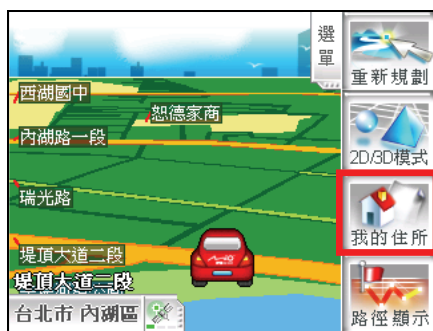 選單
重新規劃
西湖國中
恕德家商
內湖路一段
2D/3D模式
瑞光路
我的住所
堤頂大道二段
堤頂大道二段
台北市 內湖區
路徑顯示
Mio